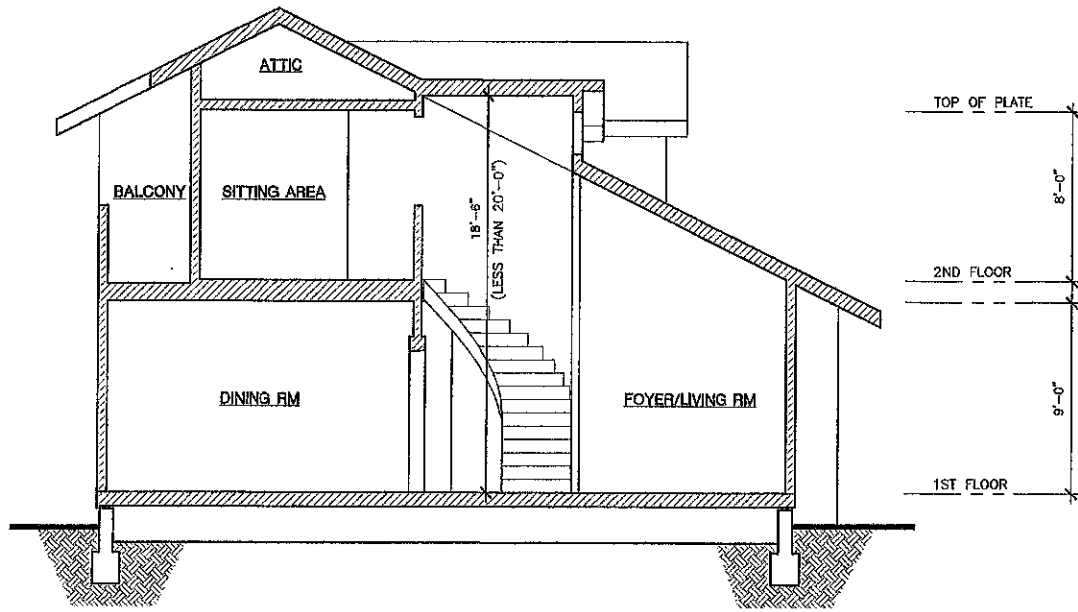 ATTIC
TOP OF PLATE
BALCONY
SITTING AREA
18'-6"
(LESS THAN 20'-0")
8'-0"
2ND FLOOR
DINING RM
FOYER/LIVING RM
9'-0"
1ST FLOOR